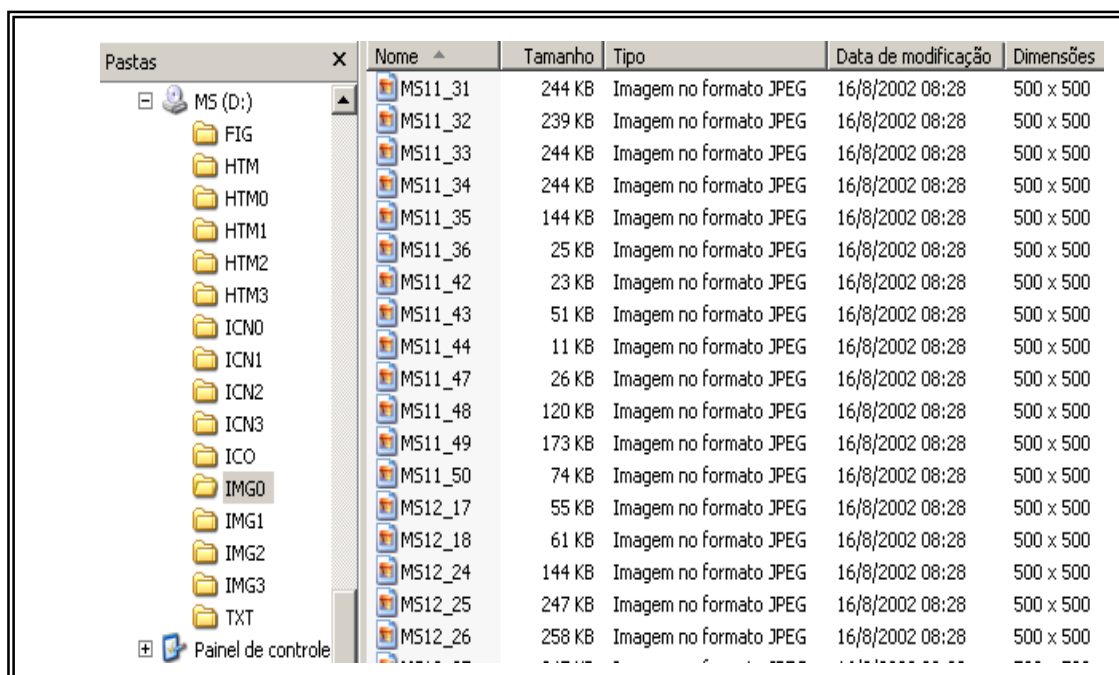 Pastas X
MS (D:)
FIG
HTM
HTM0
HTM1
HTM2
HTM3
ICN0
ICN1
ICN2
ICN3
ICO
IMG0
IMG1
IMG2
IMG3
TXT
Painel de controle
Nome Tamanho Tipo Data de modificação Dimensões
MS11_31 244 KB Imagem no formato JPEG 16/8/2002 08:28 500 x 500
MS11_32 239 KB Imagem no formato JPEG 16/8/2002 08:28 500 x 500
MS11_33 244 KB Imagem no formato JPEG 16/8/2002 08:28 500 x 500
MS11_34 244 KB Imagem no formato JPEG 16/8/2002 08:28 500 x 500
MS11_35 144 KB Imagem no formato JPEG 16/8/2002 08:28 500 x 500
MS11_36 25 KB Imagem no formato JPEG 16/8/2002 08:28 500 x 500
MS11_42 23 KB Imagem no formato JPEG 16/8/2002 08:28 500 x 500
MS11_43 51 KB Imagem no formato JPEG 16/8/2002 08:28 500 x 500
MS11_44 11 KB Imagem no formato JPEG 16/8/2002 08:28 500 x 500
MS11_47 26 KB Imagem no formato JPEG 16/8/2002 08:28 500 x 500
MS11_48 120 KB Imagem no formato JPEG 16/8/2002 08:28 500 x 500
MS11_49 173 KB Imagem no formato JPEG 16/8/2002 08:28 500 x 500
MS11_50 74 KB Imagem no formato JPEG 16/8/2002 08:28 500 x 500
MS12_17 55 KB Imagem no formato JPEG 16/8/2002 08:28 500 x 500
MS12_18 61 KB Imagem no formato JPEG 16/8/2002 08:28 500 x 500
MS12_24 144 KB Imagem no formato JPEG 16/8/2002 08:28 500 x 500
MS12_25 247 KB Imagem no formato JPEG 16/8/2002 08:28 500 x 500
MS12_26 258 KB Imagem no formato JPEG 16/8/2002 08:28 500 x 500